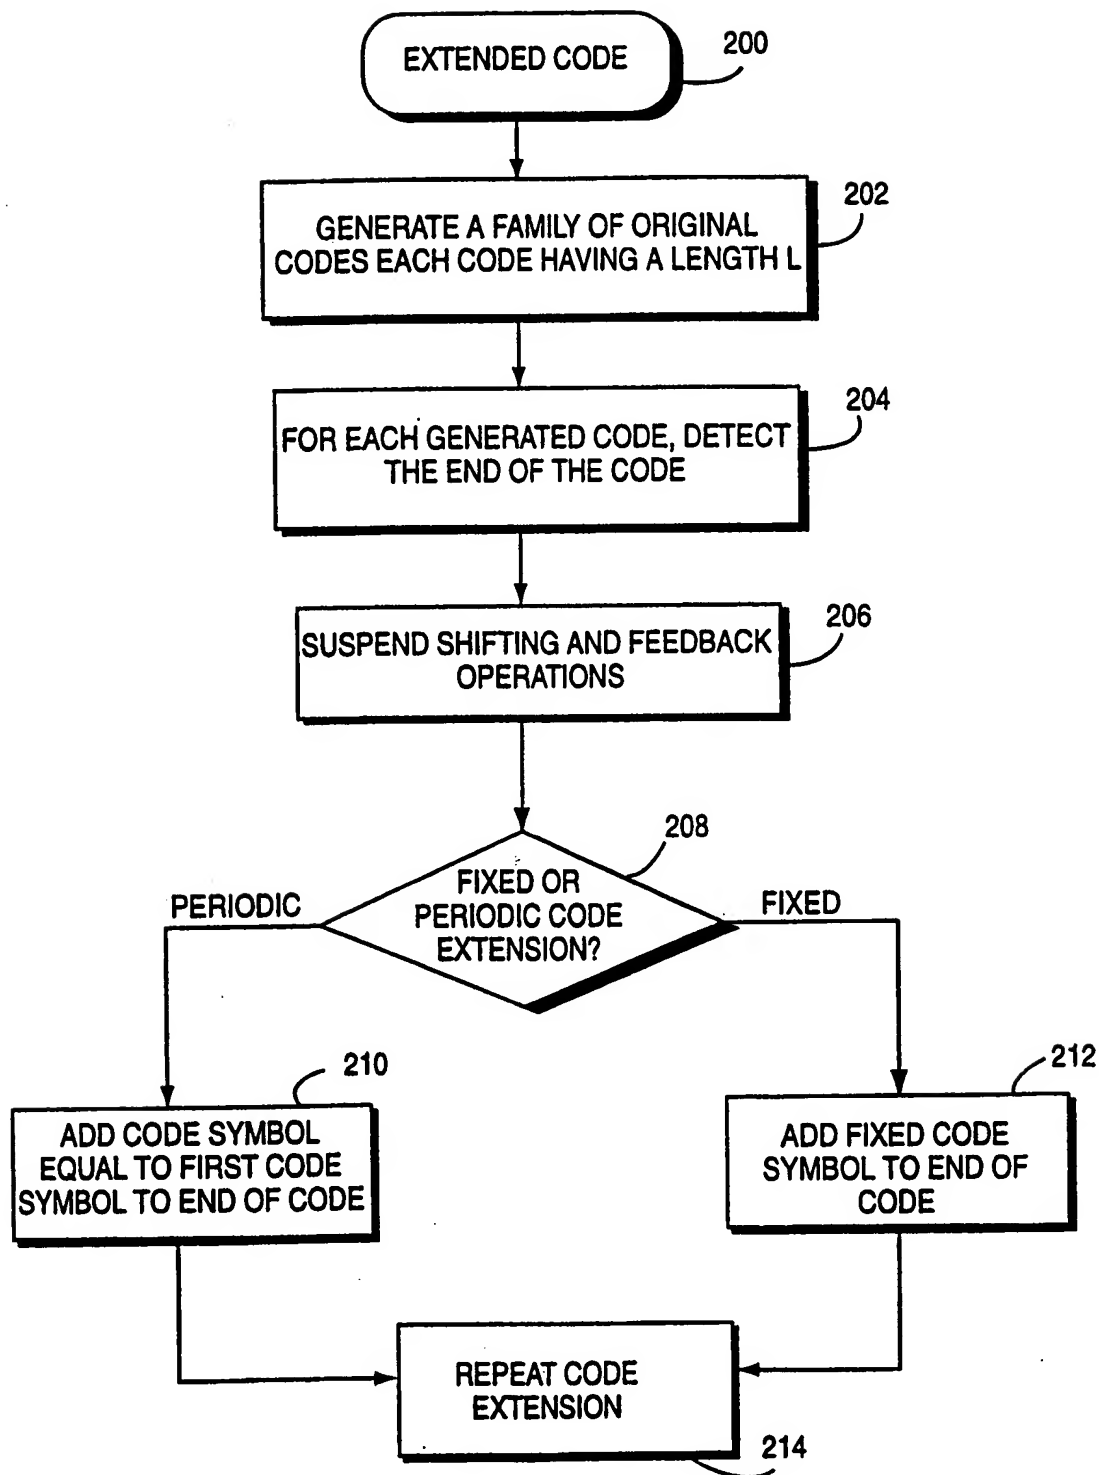 EXTENDED CODE
200
GENERATE A FAMILY OF ORIGINAL
CODES EACH CODE HAVING A LENGTH L
202
FOR EACH GENERATED CODE, DETECT
THE END OF THE CODE
204
SUSPEND SHIFTING AND FEEDBACK
OPERATIONS
206
208
FIXED OR
PERIODIC CODE
EXTENSION?
PERIODIC
FIXED
210
ADD CODE SYMBOL
EQUAL TO FIRST CODE
SYMBOL TO END OF CODE
212
ADD FIXED CODE
SYMBOL TO END OF
CODE
REPEAT CODE
EXTENSION
214